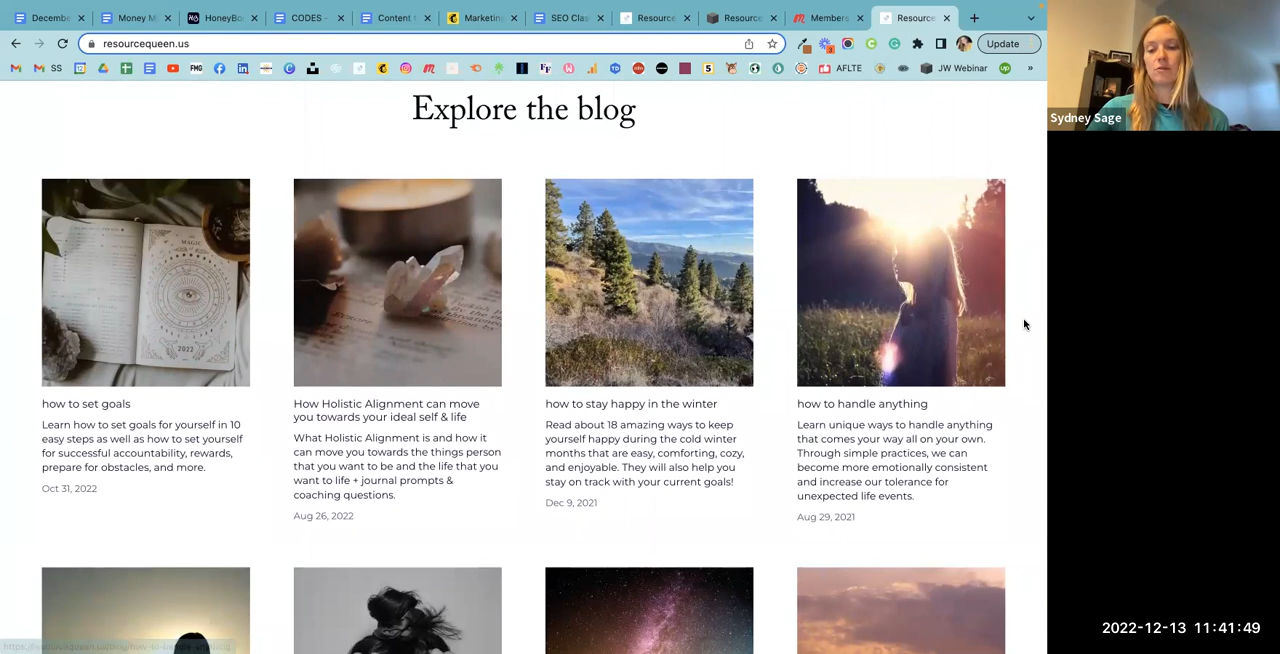 Decembe
Money M
HoneyBo
CODES -
Content
Marketing
SEO Clas
Resource
Resource
Members
Resource
resourcequeen.us
Update
SS
FMG
AFLTE
JW Webinar
Explore the blog
Sydney Sage
MAGIC
2022
how to set goals
Learn how to set goals for yourself in 10
easy steps as well as how to set yourself
for successful accountability, rewards,
prepare for obstacles, and more.
Oct 31, 2022
How Holistic Alignment can move
you towards your ideal self & life
What Holistic Alignment is and how it
can move you towards the things person
that you want to be and the life that you
want to life + journal prompts &
coaching questions.
Aug 26, 2022
how to stay happy in the winter
Read about 18 amazing ways to keep
yourself happy during the cold winter
months that are easy, comforting, cozy,
and enjoyable. They will also help you
stay on track with your current goals!
Dec 9, 2021
how to handle anything
Learn unique ways to handle anything
that comes your way all on your own.
Through simple practices, we can
become more emotionally consistent
and increase our tolerance for
unexpected life events.
Aug 29, 2021
2022-12-13 11:41:49